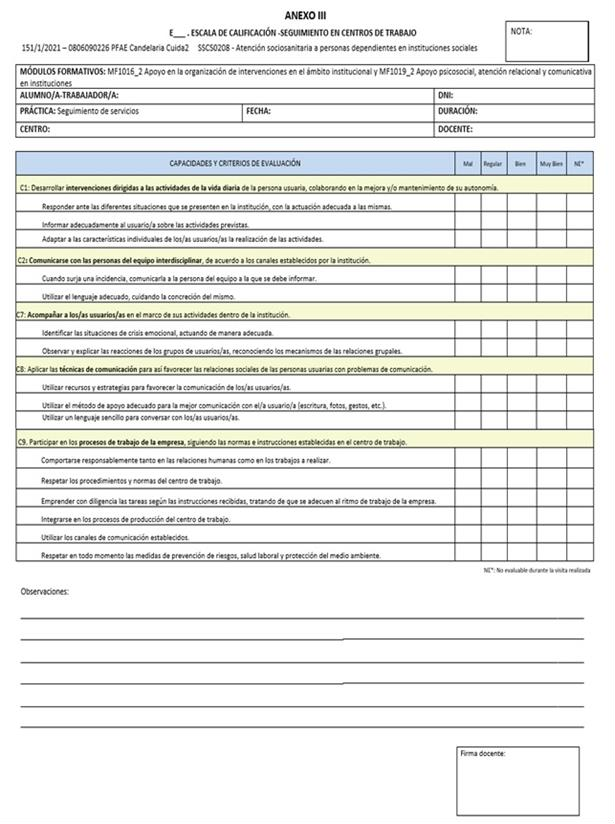 ANEXO III
E___ . ESCALA DE CALIFICACIÓN -SEGUIMIENTO EN CENTROS DE TRABAJO
NOTA:
151/1/2021 – 0806090226 PFAE Candelaria Cuida2 SSCS0208 - Atención sociosanitaria a personas dependientes en instituciones sociales
MÓDULOS FORMATIVOS: MF1016_2 Apoyo en la organización de intervenciones en el ámbito institucional y MF1019_2 Apoyo psicosocial, atención relacional y comunicativa
en instituciones
ALUMNO/A-TRABAJADOR/A: DNI:
PRÁCTICA: Seguimiento de servicios FECHA: DURACIÓN:
CENTRO: DOCENTE:
CAPACIDADES Y CRITERIOS DE EVALUACIÓN Mal Regular Bien Muy Bien NE*
C1: Desarrollar intervenciones dirigidas a las actividades de la vida diaria de la persona usuaria, colaborando en la mejora y/o mantenimiento de su autonomía.
Responder ante las diferentes situaciones que se presenten en la institución, con la actuación adecuada a las mismas.
Informar adecuadamente al usuario/a sobre las actividades previstas.
Adaptar a las características individuales de los/as usuarios/as la realización de las actividades.
C2: Comunicarse con las personas del equipo interdisciplinar, de acuerdo a los canales establecidos por la institución.
Cuando surja una incidencia, comunicarla a la persona del equipo a la que se debe informar.
Utilizar el lenguaje adecuado, cuidando la concreción del mismo.
C7: Acompañar a los/as usuarios/as en el marco de sus actividades dentro de la institución.
Identificar las situaciones de crisis emocional, actuando de manera adecuada.
Observar y explicar las reacciones de los grupos de usuarios/as, reconociendo los mecanismos de las relaciones grupales.
C8: Aplicar las técnicas de comunicación para así favorecer las relaciones sociales de las personas usuarias con problemas de comunicación.
Utilizar recursos y estrategias para favorecer la comunicación de los/as usuarios/as.
Utilizar el método de apoyo adecuado para la mejor comunicación con el/a usuario/a (escritura, fotos, gestos, etc.).
Utilizar un lenguaje sencillo para conversar con los/as usuarios/as.
C9. Participar en los procesos de trabajo de la empresa, siguiendo las normas e instrucciones establecidas en el centro de trabajo.
Comportarse responsablemente tanto en las relaciones humanas como en los trabajos a realizar.
Respetar los procedimientos y normas del centro de trabajo.
Emprender con diligencia las tareas según las instrucciones recibidas, tratando de que se adecuen al ritmo de trabajo de la empresa.
Integrarse en los procesos de producción del centro de trabajo.
Utilizar los canales de comunicación establecidos.
Respetar en todo momento las medidas de prevención de riesgos, salud laboral y protección del medio ambiente.
NE*: No evaluable durante la visita realizada
Observaciones:
Firma docente: